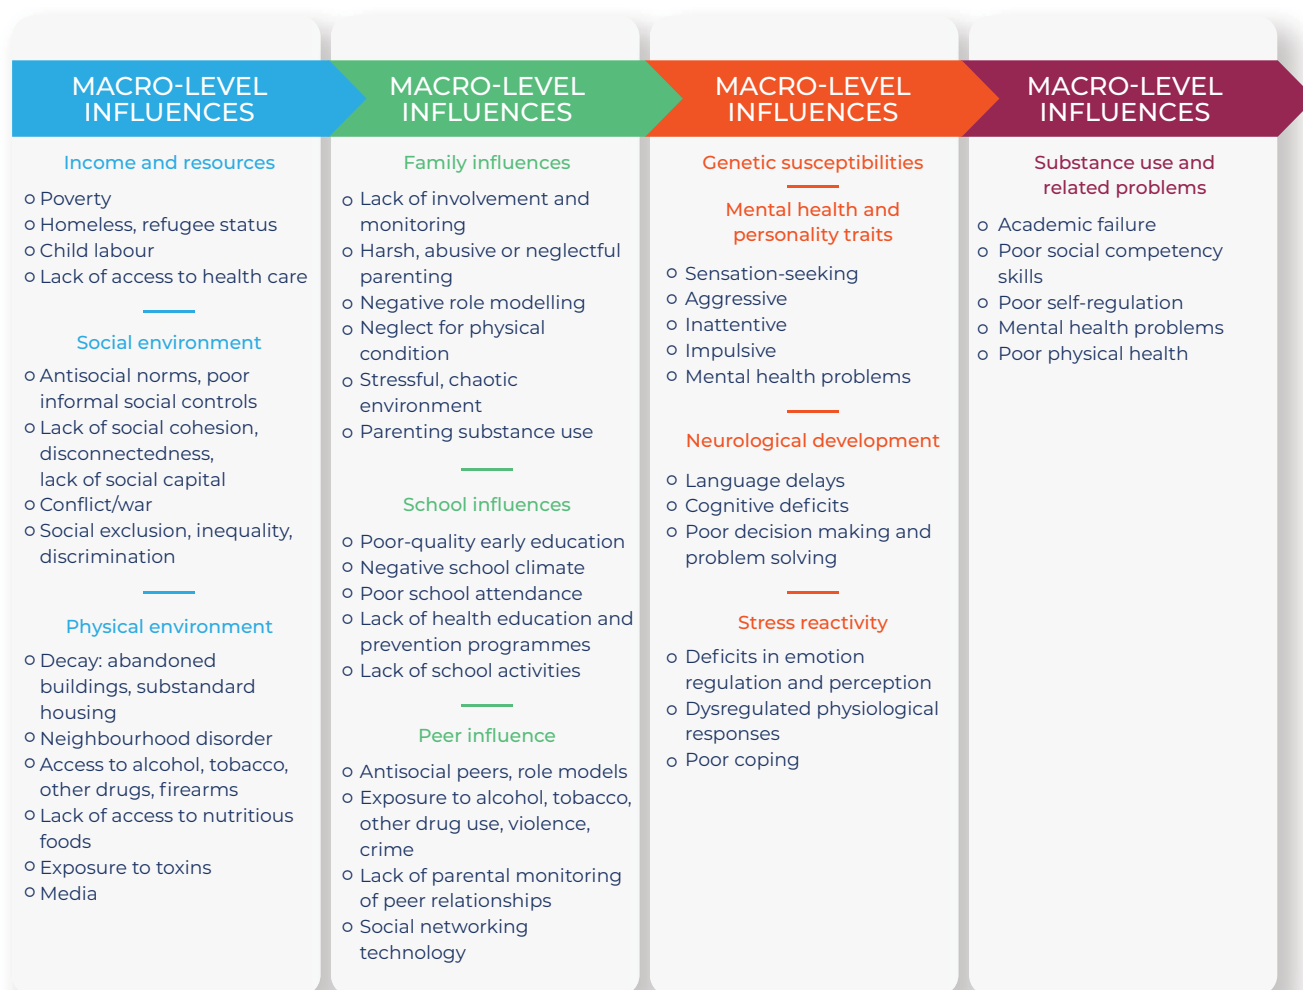 MACRO-LEVEL
INFLUENCES
Income and resources
Poverty
Homeless, refugee status
Child labour
Lack of access to health care
Social environment
Antisocial norms, poor
informal social controls
Lack of social cohesion,
disconnectedness,
lack of social capital
Conflict/war
Social exclusion, inequality,
discrimination
Physical environment
Decay: abandoned
buildings, substandard
housing
Neighbourhood disorder
Access to alcohol, tobacco,
other drugs, firearms
Lack of access to nutritious
foods
Exposure to toxins
Media
MACRO-LEVEL
INFLUENCES
Family influences
Lack of involvement and
monitoring
Harsh, abusive or neglectful
parenting
Negative role modelling
Neglect for physical
condition
Stressful, chaotic
environment
Parenting substance use
School influences
Poor-quality early education
Negative school climate
Poor school attendance
Lack of health education and
prevention programmes
Lack of school activities
Peer influence
Antisocial peers, role models
Exposure to alcohol, tobacco,
other drug use, violence,
crime
Lack of parental monitoring
of peer relationships
Social networking
technology
MACRO-LEVEL
INFLUENCES
Genetic susceptibilities
Mental health and
personality traits
Sensation-seeking
Aggressive
Inattentive
Impulsive
Mental health problems
Neurological development
Language delays
Cognitive deficits
Poor decision making and
problem solving
Stress reactivity
Deficits in emotion
regulation and perception
Dysregulated physiological
responses
Poor coping
MACRO-LEVEL
INFLUENCES
Substance use and
related problems
Academic failure
Poor social competency
skills
Poor self-regulation
Mental health problems
Poor physical health